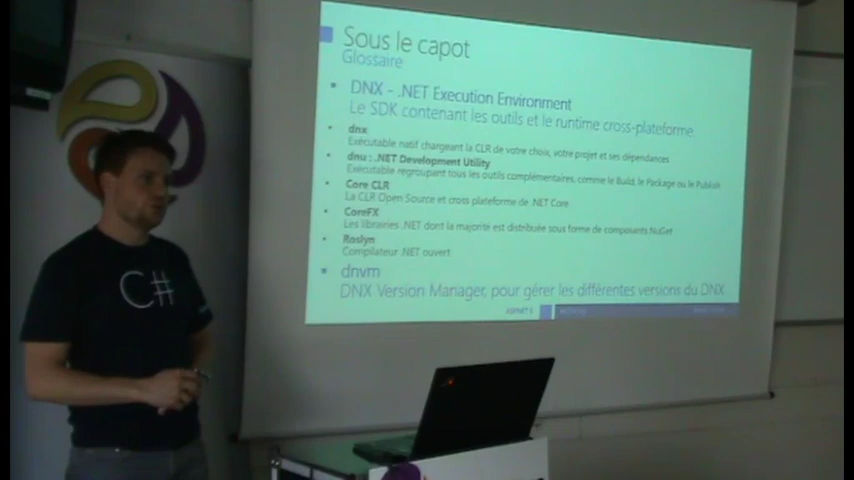 Sous le capot
Glossaire
DNX - .NET Execution Environment
Le SDK contenant les outils et le runtime cross-plateforme.
dnx
Exécutable natif chargeant la CLR de votre choix, votre projet et ses dépendances
dnu : .NET Development Utility
Exécutable regroupant tous les outils complémentaires, comme le Build, le Package ou le Publish
Core CLR
La CLR Open Source et cross plateforme de .NET Core
CoreFX
Les librairies .NET dont la majorité est distribuée sous forme de composants NuGet
Roslyn
Compilateur .NET ouvert
dnvm
DNX Version Manager, pour gérer les différentes versions du DNX
ASP.NET 5
C#